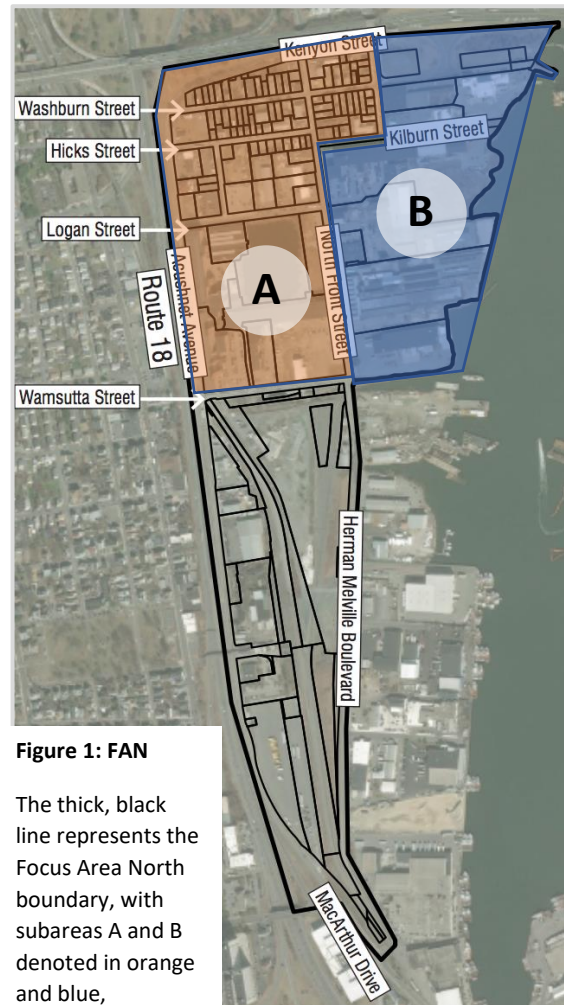 Kenyon Street
Washburn Street
Kilburn Street
Hicks Street
B
Logan Street
A
North Front Street
Acushnet Avenue
Route 18
Wamsutta Street
Herman Melville Boulevard
Figure 1: FAN
The thick, black
line represents the
Focus Area North
boundary, with
subareas A and B
denoted in orange
and blue,
MacArthur Drive